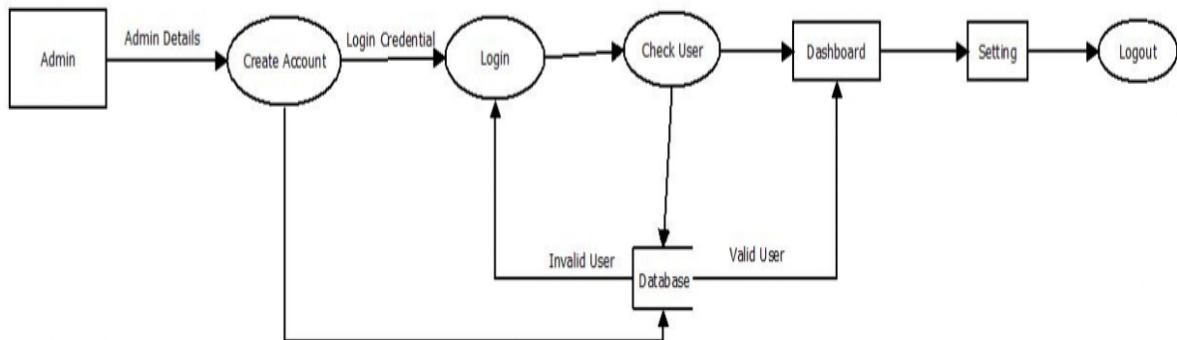 Admin
Admin Details
Create Account
Login Credential
Login
Check User
Dashboard
Setting
Logout
Invalid User
Database
Valid User